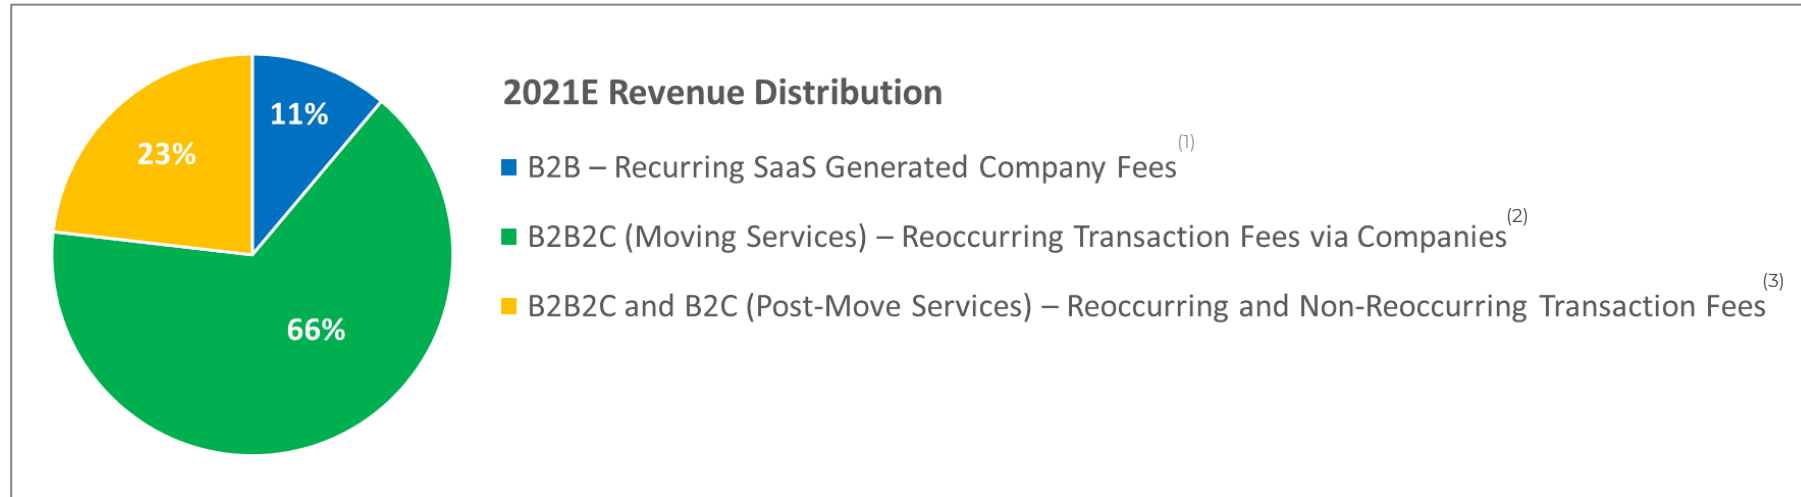 2021E Revenue Distribution
11%
23%
66%
B2B – Recurring SaaS Generated Company Fees(1)
B2B2C (Moving Services) – Reoccurring Transaction Fees via Companies(2)
B2B2C and B2C (Post-Move Services) – Reoccurring and Non-Reoccurring Transaction Fees(3)